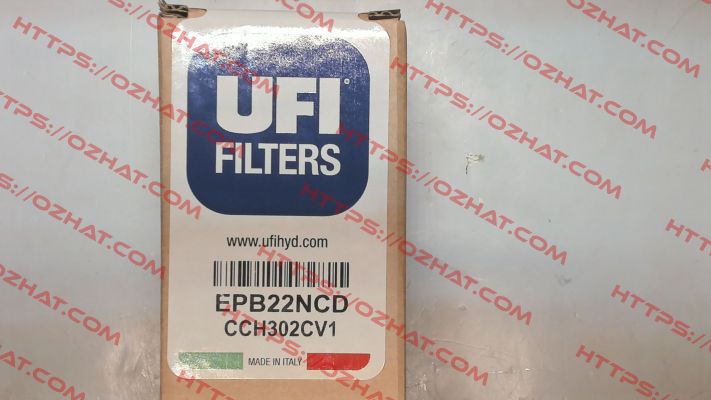 UFI
FILTERS
www.ufihyd.com
EPB22NCD
CCH302CV1
MADE IN ITALY
HTTPS://OZHAT.COM